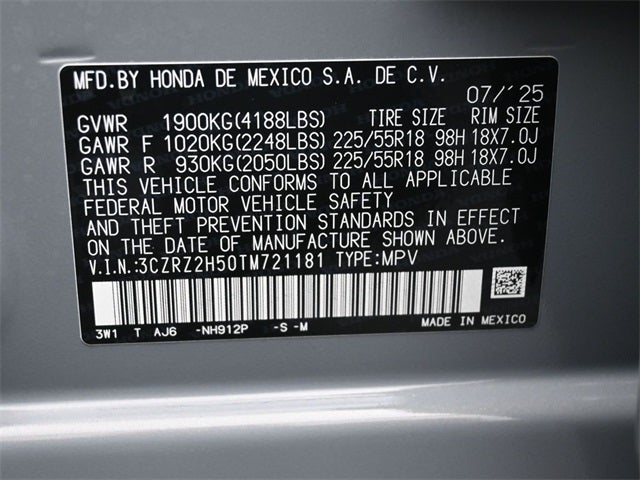 MFD.BY HONDA DE MEXICO S.A. DE C.V.
07/´25
GVWR 1900KG(4188LBS) TIRE SIZE RIM SIZE
GAWR F 1020KG(2248LBS) 225/55R18 98H 18X7.0J
GAWR R 930KG(2050LBS) 225/55R18 98H 18X7.0J
THIS VEHICLE CONFORMS TO ALL APPLICABLE
FEDERAL MOTOR VEHICLE SAFETY
AND THEFT PREVENTION STANDARDS IN EFFECT
ON THE DATE OF MANUFACTURE SHOWN ABOVE.
V.I.N:3CZRZ2H50TM721181 TYPE:MPV
3W1 T AJ6 -NH912P -S -M MADE IN MEXICO